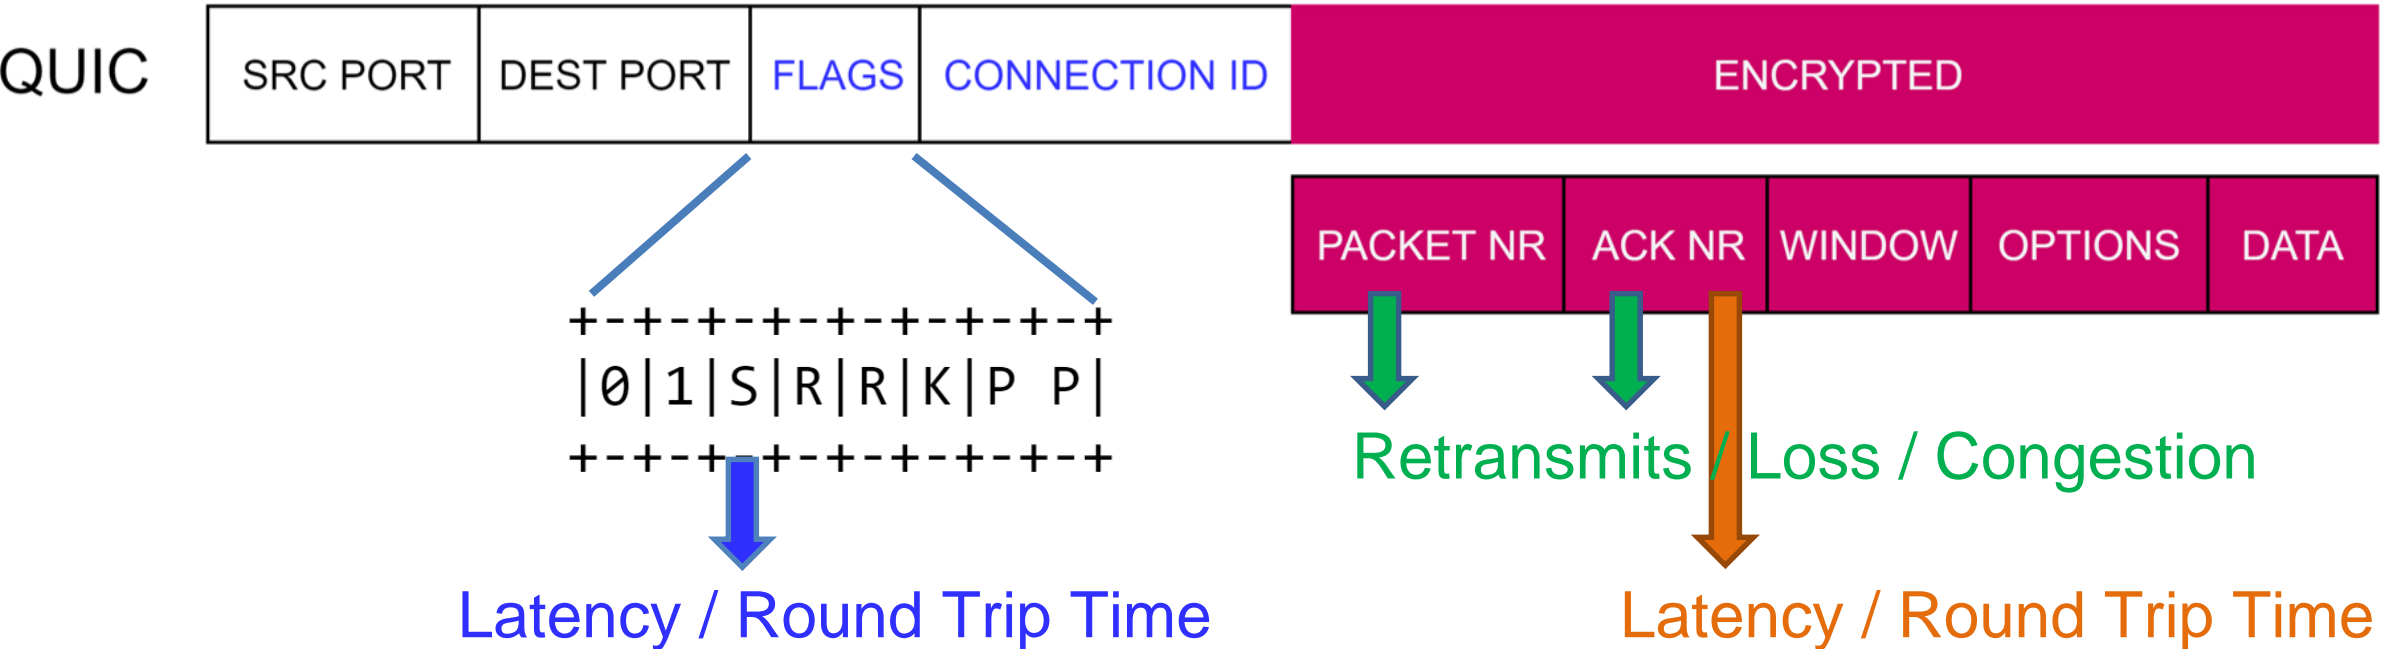 QUIC SRC PORT DEST PORT FLAGS CONNECTION ID ENCRYPTED
PACKET NR ACK NR WINDOW OPTIONS DATA
+-+-+-+-+-+-+-+-+
|0|1|S|R|R|K|P P|
+-+-+-+-+-+-+-+-+
Retransmits / Loss / Congestion
Latency / Round Trip Time
Latency / Round Trip Time